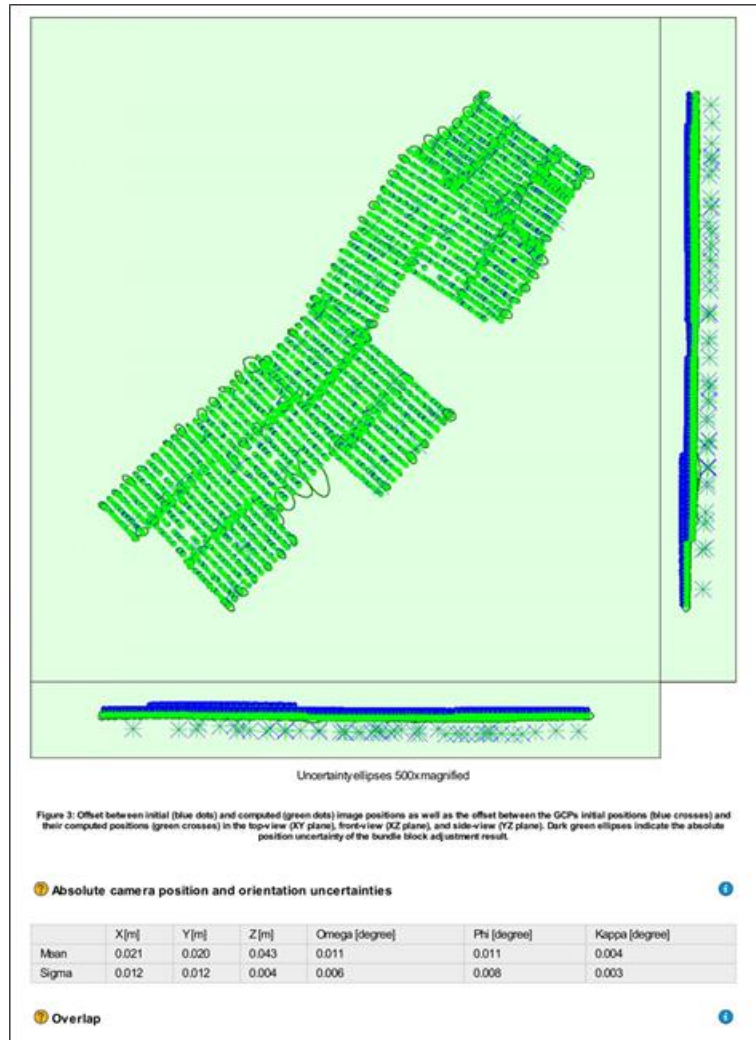 Uncertainty ellipses 500x magnified
Figure 3: Offset between initial (blue dots) and computed (green dots) image positions as well as the offset between the GCPs initial positions (blue crosses) and
their computed positions (green crosses) in the top-view (XY plane), front-view (XZ plane), and side-view (YZ plane). Dark green ellipses indicate the absolute
position uncertainty of the bundle block adjustment result.
? Absolute camera position and orientation uncertainties i
X[m] Y[m] Z[m] Omega [degree] Phi [degree] Kappa [degree]
Mean 0.021 0.020 0.043 0.011 0.011 0.004
Sigma 0.012 0.012 0.004 0.006 0.008 0.003
? Overlap i